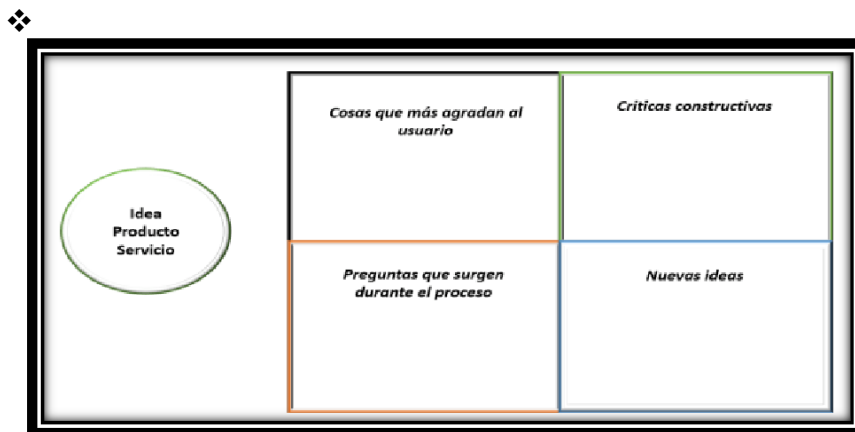 Cosas que más agradan al
usuario
Criticas constructivas
Idea
Producto
Servicio
Preguntas que surgen
durante el proceso
Nuevas ideas